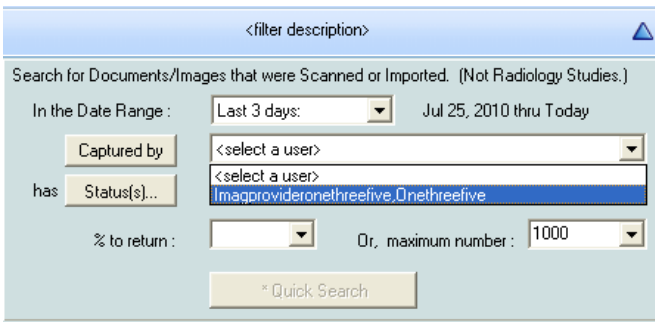 <filter description>
Search for Documents/Images that were Scanned or Imported. (Not Radiology Studies.)
In the Date Range : Last 3 days: Jul 25, 2010 thru Today
Captured by <select a user>
<select a user>
has Status(s)... Imagprovideronethreefive,Onethreefive
% to return : Or, maximum number : 1000
* Quick Search